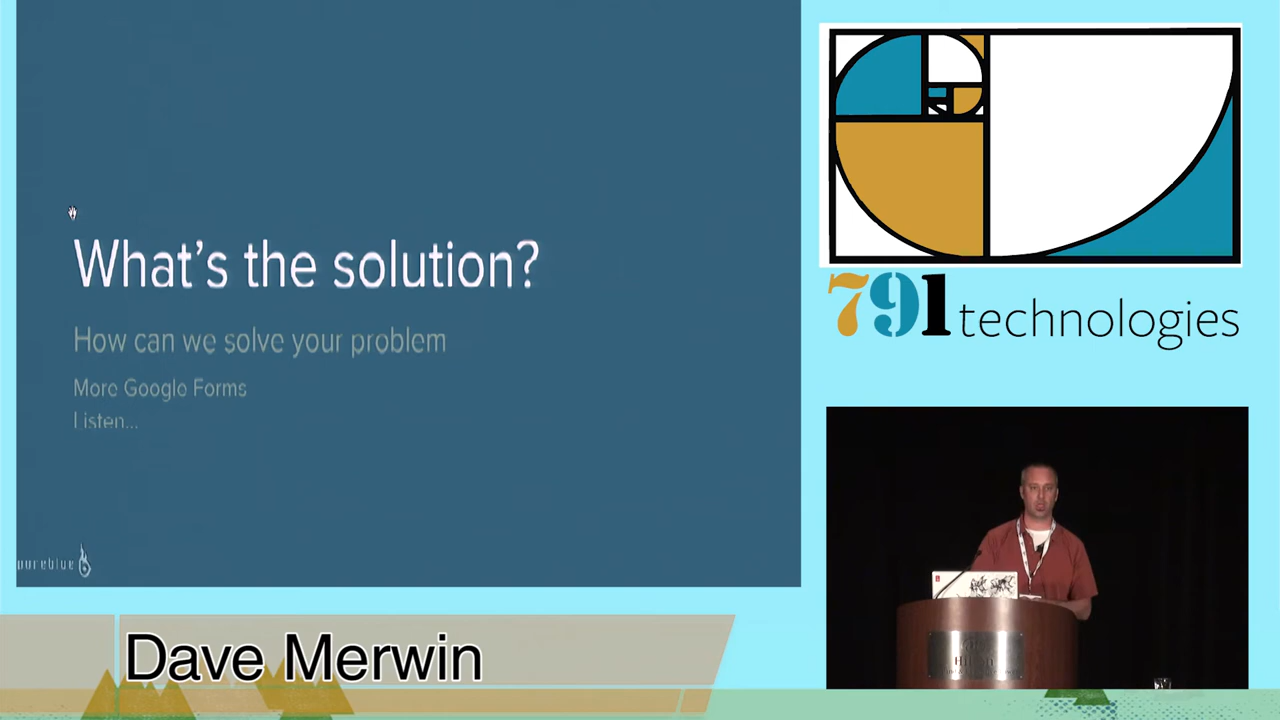 What's the solution?
How can we solve your problem
More Google Forms
Listen...
pureblue
791 technologies
Dave Merwin